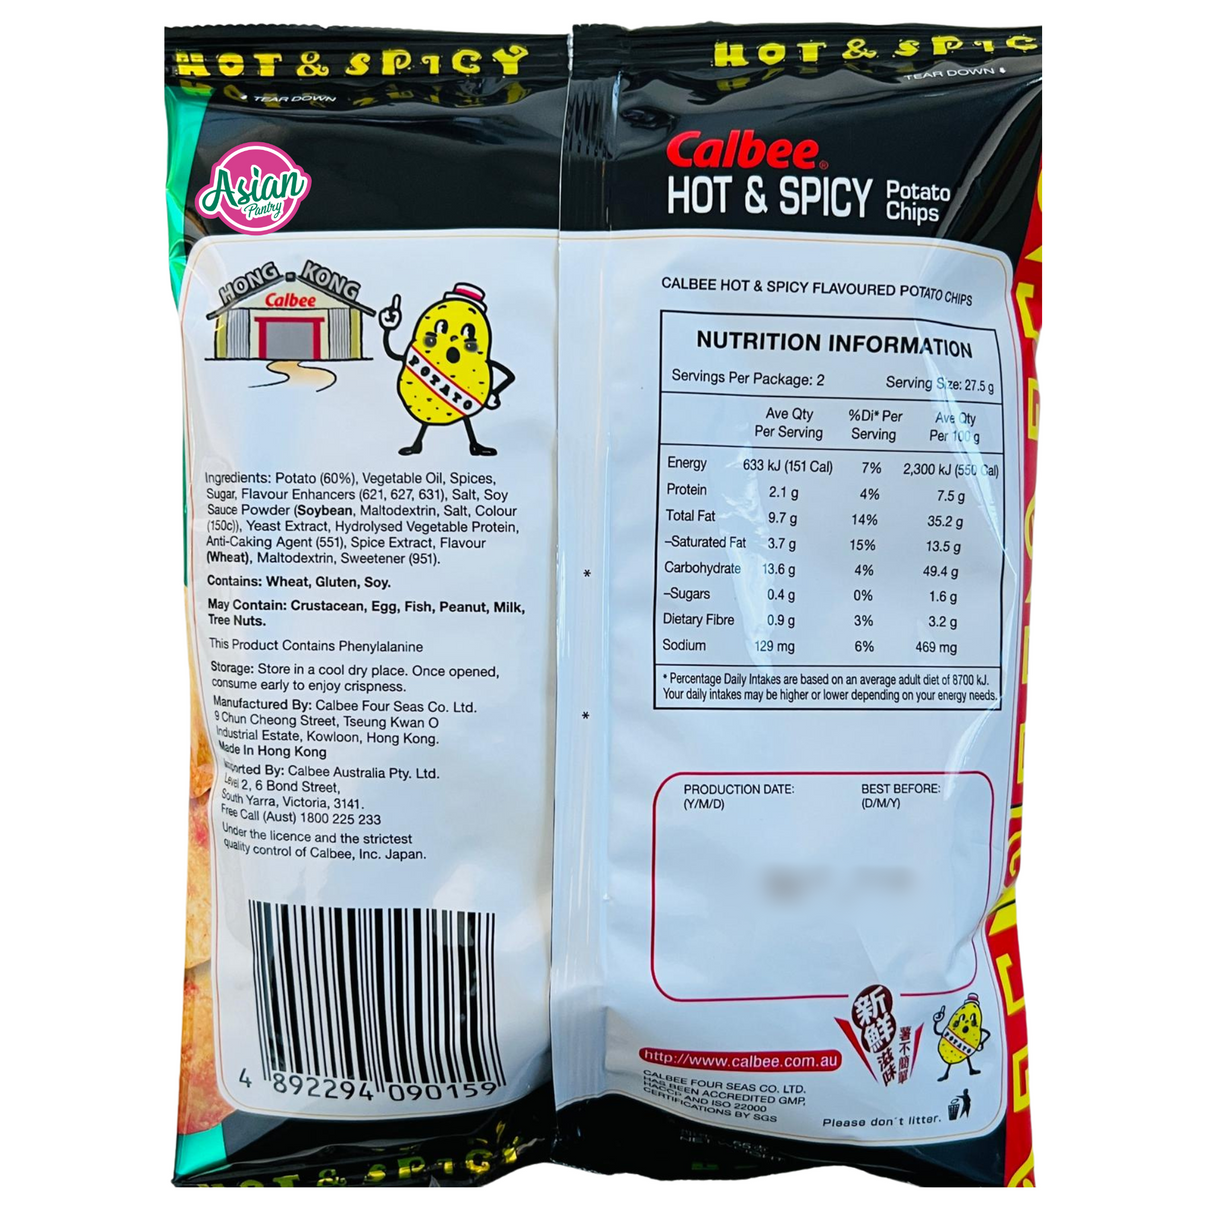 HOT & SPICY
TEAR DOWN
HOT & SPIC
TEAR DOWN
Asian
Pantry
Calbee®
HOT & SPICY Potato Chips
HONG KONG
Calbee
POTATO
Ingredients: Potato (60%), Vegetable Oil, Spices,
Sugar, Flavour Enhancers (621, 627, 631), Salt, Soy
Sauce Powder (Soybean, Maltodextrin, Salt, Colour
(150c)), Yeast Extract, Hydrolysed Vegetable Protein,
Anti-Caking Agent (551), Spice Extract, Flavour
(Wheat), Maltodextrin, Sweetener (951).
Contains: Wheat, Gluten, Soy.
May Contain: Crustacean, Egg, Fish, Peanut, Milk,
Tree Nuts.
This Product Contains Phenylalanine
Storage: Store in a cool dry place. Once opened,
consume early to enjoy crispness.
Manufactured By: Calbee Four Seas Co. Ltd.
9 Chun Cheong Street, Tseung Kwan O
Industrial Estate, Kowloon, Hong Kong.
Made In Hong Kong
Imported By: Calbee Australia Pty. Ltd.
Level 2, 6 Bond Street,
South Yarra, Victoria, 3141.
Free Call (Aust) 1800 225 233
Under the licence and the strictest
quality control of Calbee, Inc. Japan.
4 892294 090159
HOT & SPICY
CALBEE HOT & SPICY FLAVOURED POTATO CHIPS
NUTRITION INFORMATION
Servings Per Package: 2 Serving Size: 27.5 g
Ave Qty Per Serving %DI* Per Serving Ave Qty Per 100 g
Energy 633 kJ (151 Cal) 7% 2,300 kJ (550 Cal)
Protein 2.1 g 4% 7.5 g
Total Fat 9.7 g 14% 35.2 g
–Saturated Fat 3.7 g 15% 13.5 g
Carbohydrate 13.6 g 4% 49.4 g
–Sugars 0.4 g 0% 1.6 g
Dietary Fibre 0.9 g 3% 3.2 g
Sodium 129 mg 6% 469 mg
* Percentage Daily Intakes are based on an average adult diet of 8700 kJ.
Your daily intakes may be higher or lower depending on your energy needs.
PRODUCTION DATE: BEST BEFORE:
(Y/M/D) (D/M/Y)
新鮮滋味
薯不簡單
POTATO
http://www.calbee.com.au
CALBEE FOUR SEAS CO. LTD.
HAS BEEN ACCREDITED GMP,
HACCP AND ISO 22000
CERTIFICATIONS BY SGS
Please don't litter.